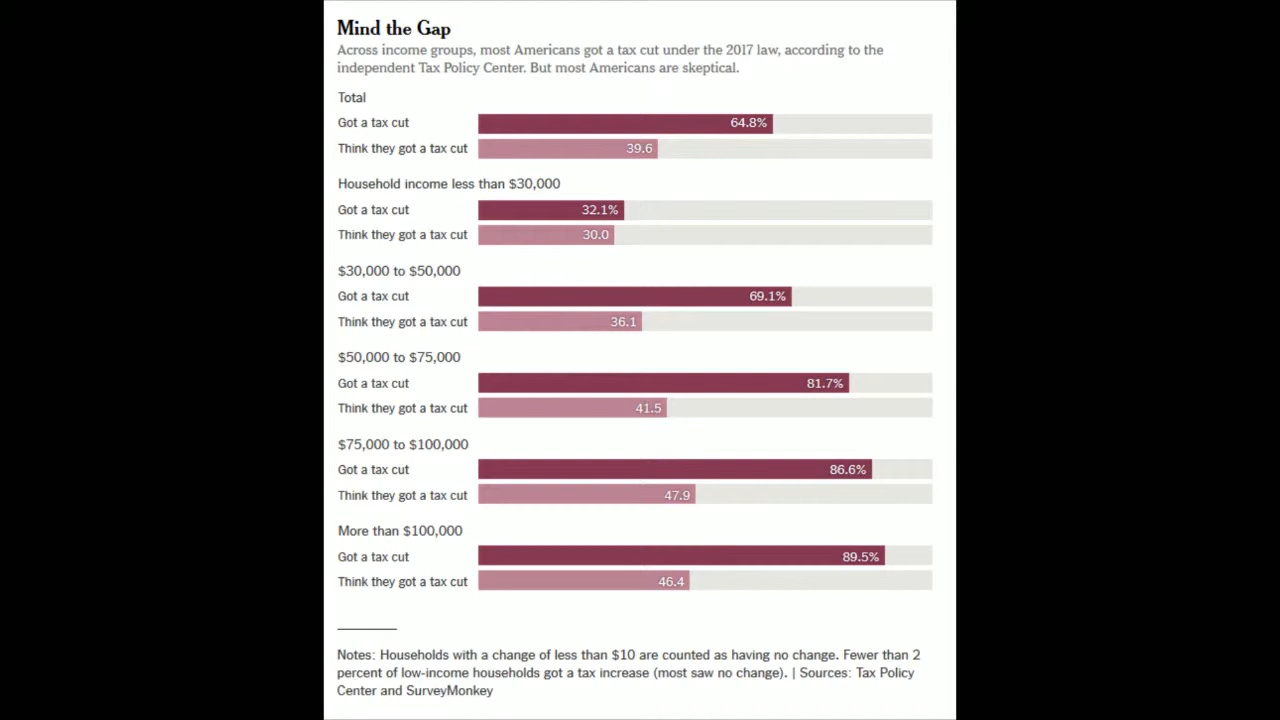 Mind the Gap
Across income groups, most Americans got a tax cut under the 2017 law, according to the
independent Tax Policy Center. But most Americans are skeptical.
Total
Got a tax cut 64.8%
Think they got a tax cut 39.6
Household income less than $30,000
Got a tax cut 32.1%
Think they got a tax cut 30.0
$30,000 to $50,000
Got a tax cut 69.1%
Think they got a tax cut 36.1
$50,000 to $75,000
Got a tax cut 81.7%
Think they got a tax cut 41.5
$75,000 to $100,000
Got a tax cut 86.6%
Think they got a tax cut 47.9
More than $100,000
Got a tax cut 89.5%
Think they got a tax cut 46.4
Notes: Households with a change of less than $10 are counted as having no change. Fewer than 2
percent of low-income households got a tax increase (most saw no change). | Sources: Tax Policy
Center and SurveyMonkey